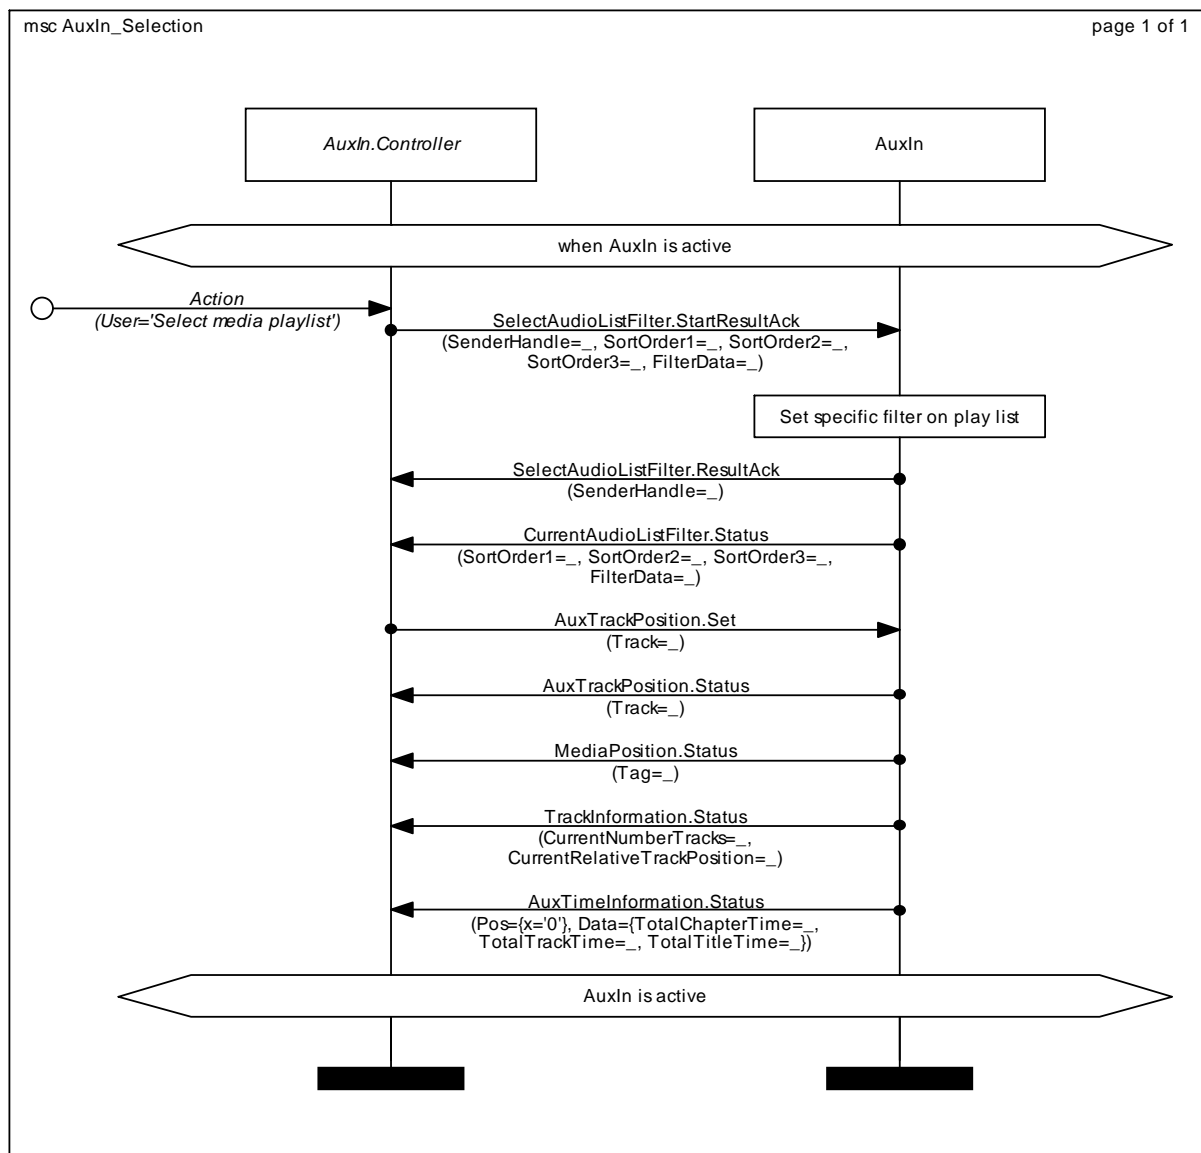 msc AuxIn_Selection
page 1 of 1
AuxIn.Controller
AuxIn
when AuxIn is active
Action
(User='Select media playlist')
SelectAudioListFilter.StartResultAck
(SenderHandle=_, SortOrder1=_, SortOrder2=_,
SortOrder3=_, FilterData=_)
Set specific filter on play list
SelectAudioListFilter.ResultAck
(SenderHandle=_)
CurrentAudioListFilter.Status
(SortOrder1=_, SortOrder2=_, SortOrder3=_,
FilterData=_)
AuxTrackPosition.Set
(Track=_)
AuxTrackPosition.Status
(Track=_)
MediaPosition.Status
(Tag=_)
TrackInformation.Status
(CurrentNumberTracks=_,
CurrentRelativeTrackPosition=_)
AuxTimeInformation.Status
(Pos={x='0'}, Data={TotalChapterTime=_,
TotalTrackTime=_, TotalTitleTime=_})
AuxIn is active